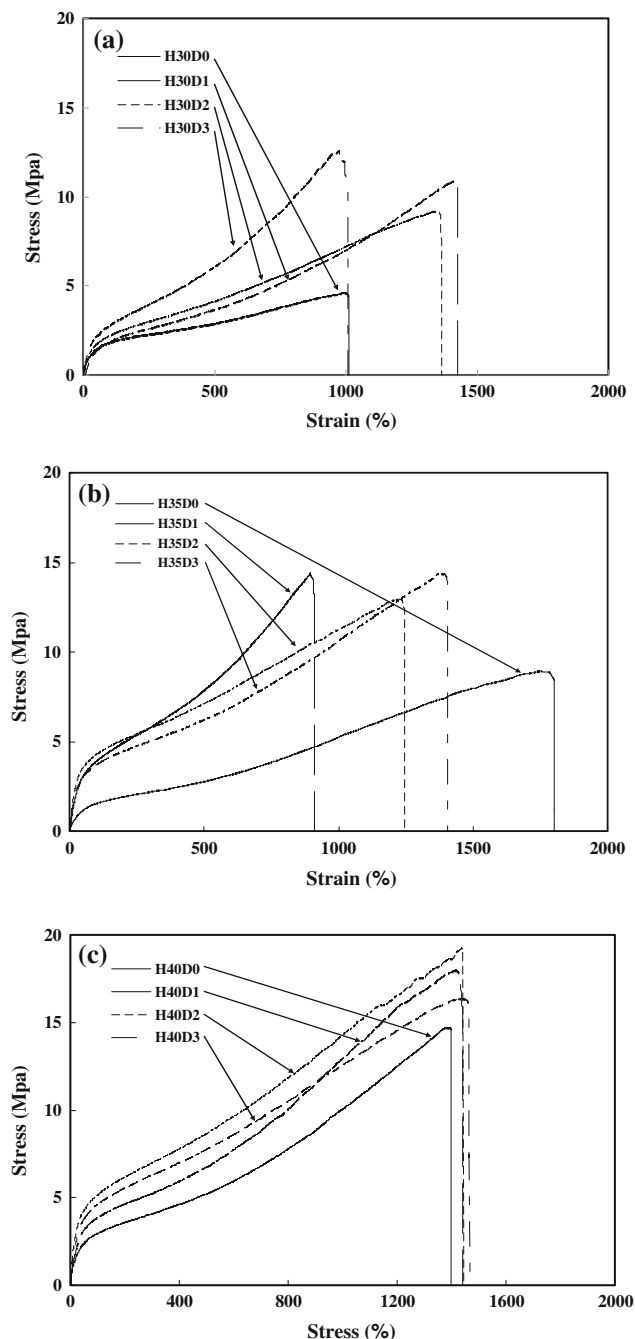 (a)
H30D0
H30D1
H30D2
H30D3
20
15
10
5
0
Stress (Mpa)
0 500 1000 1500 2000
Strain (%)
(b)
H35D0
H35D1
H35D2
H35D3
20
15
10
5
0
Stress (Mpa)
0 500 1000 1500 2000
Strain (%)
(c)
H40D0
H40D1
H40D2
H40D3
20
15
10
5
0
Stress (Mpa)
0 400 800 1200 1600 2000
Stress (%)